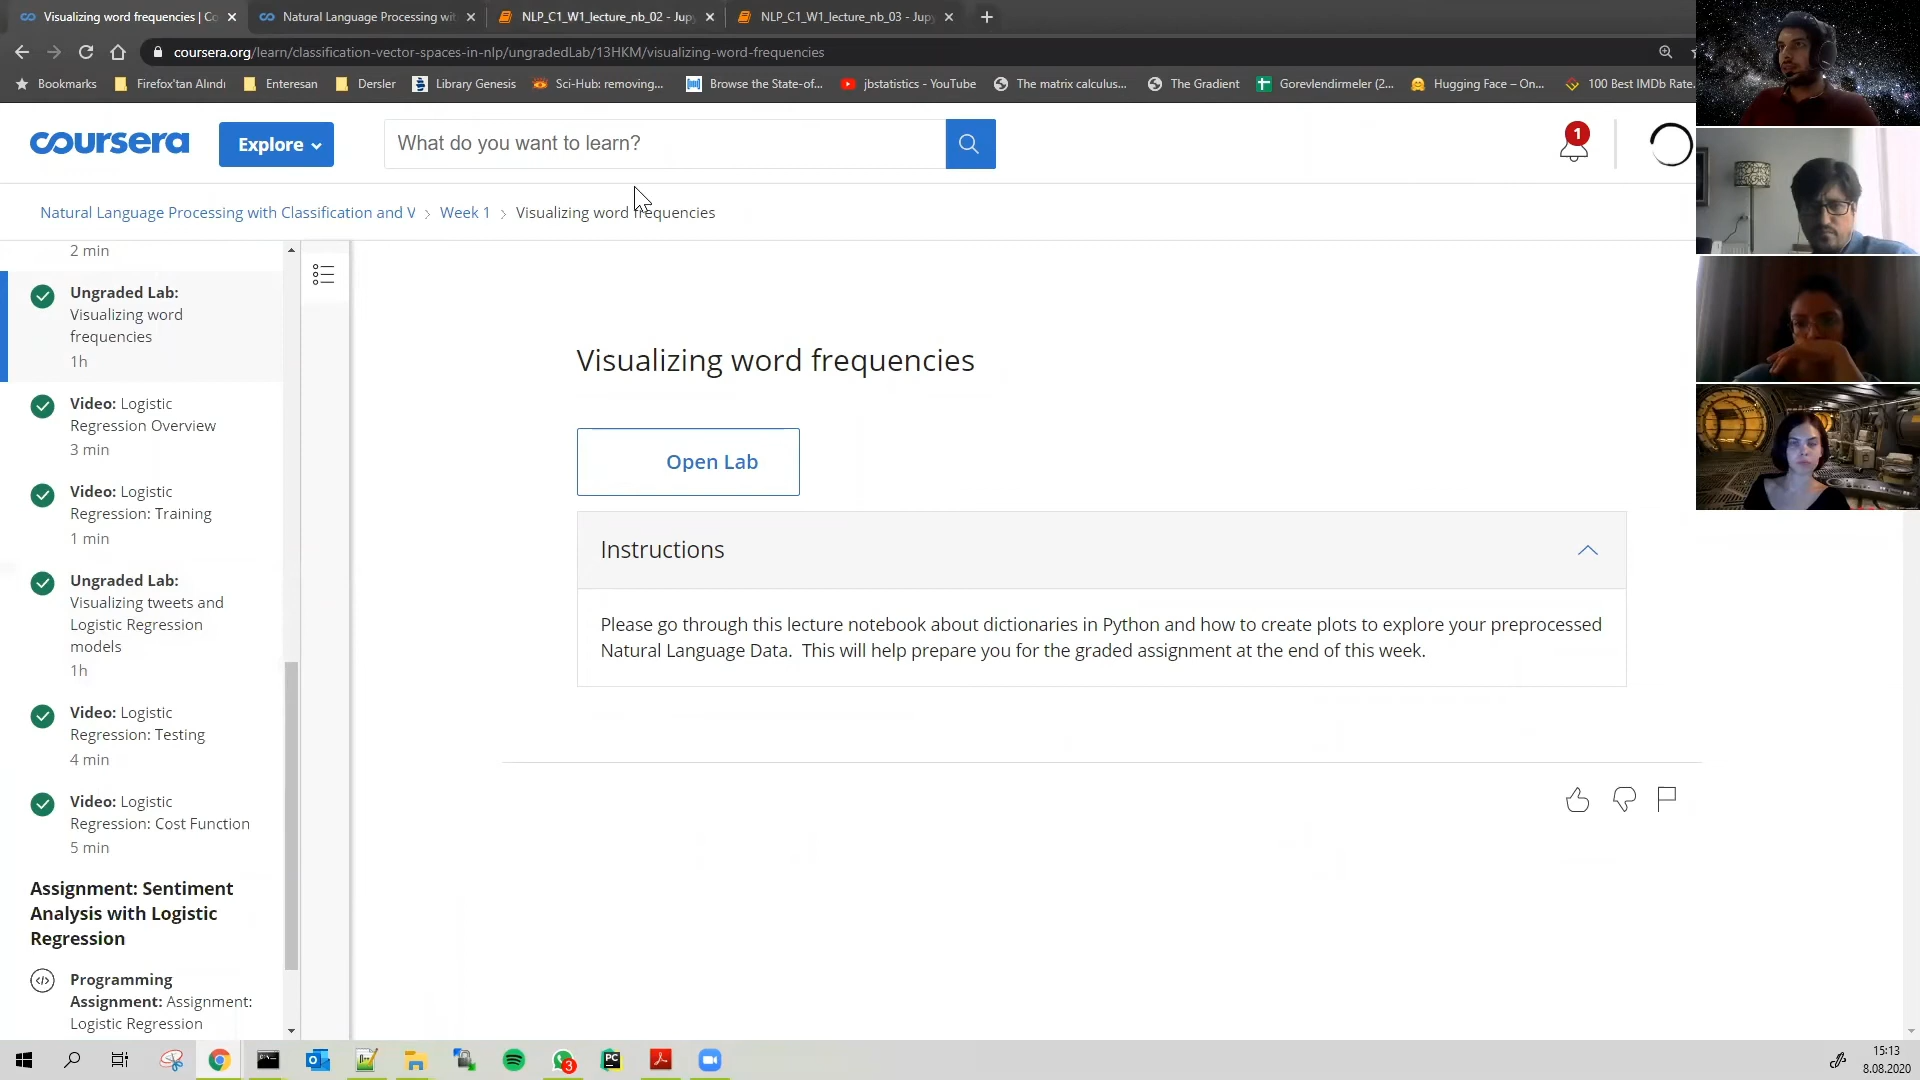 Visualizing word frequencies | Co
Natural Language Processing wit
NLP_C1_W1_lecture_nb_02 - Jupy
NLP_C1_W1_lecture_nb_03 - Jupy
coursera.org/learn/classification-vector-spaces-in-nlp/ungradedLab/13HKM/visualizing-word-frequencies
Bookmarks
Firefox'tan Alındı
Enteresan
Dersler
Library Genesis
Sci-Hub: removing...
Browse the State-of...
jbstatistics - YouTube
The matrix calculus...
The Gradient
Gorevlendirmeler (2...
Hugging Face – On...
100 Best IMDb Rate
coursera
Explore
What do you want to learn?
1
Natural Language Processing with Classification and V > Week 1 > Visualizing word frequencies
2 min
Ungraded Lab:
Visualizing word
frequencies
1h
Video: Logistic
Regression Overview
3 min
Video: Logistic
Regression: Training
1 min
Ungraded Lab:
Visualizing tweets and
Logistic Regression
models
1h
Video: Logistic
Regression: Testing
4 min
Video: Logistic
Regression: Cost Function
5 min
Assignment: Sentiment
Analysis with Logistic
Regression
Programming
Assignment: Assignment:
Logistic Regression
Visualizing word frequencies
Open Lab
Instructions
Please go through this lecture notebook about dictionaries in Python and how to create plots to explore your preprocessed
Natural Language Data.  This will help prepare you for the graded assignment at the end of this week.
3
PC
15:13
8.08.2020